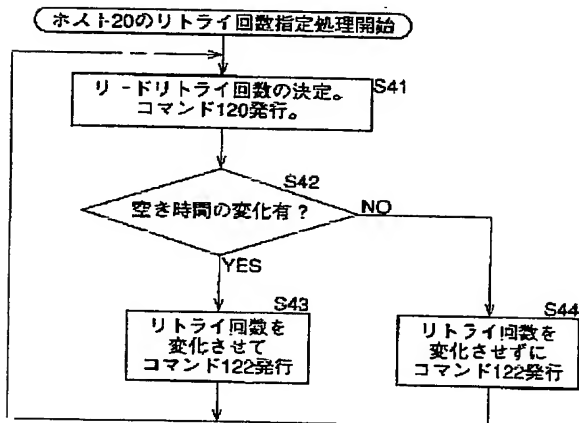 ホスト20のリトライ回数指定処理開始
リードリトライ回数の決定。
コマンド120発行。
S41
S42
空き時間の変化有？
NO
YES
S43
リトライ回数を
変化させて
コマンド122発行
S44
リトライ回数を
変化させずに
コマンド122発行